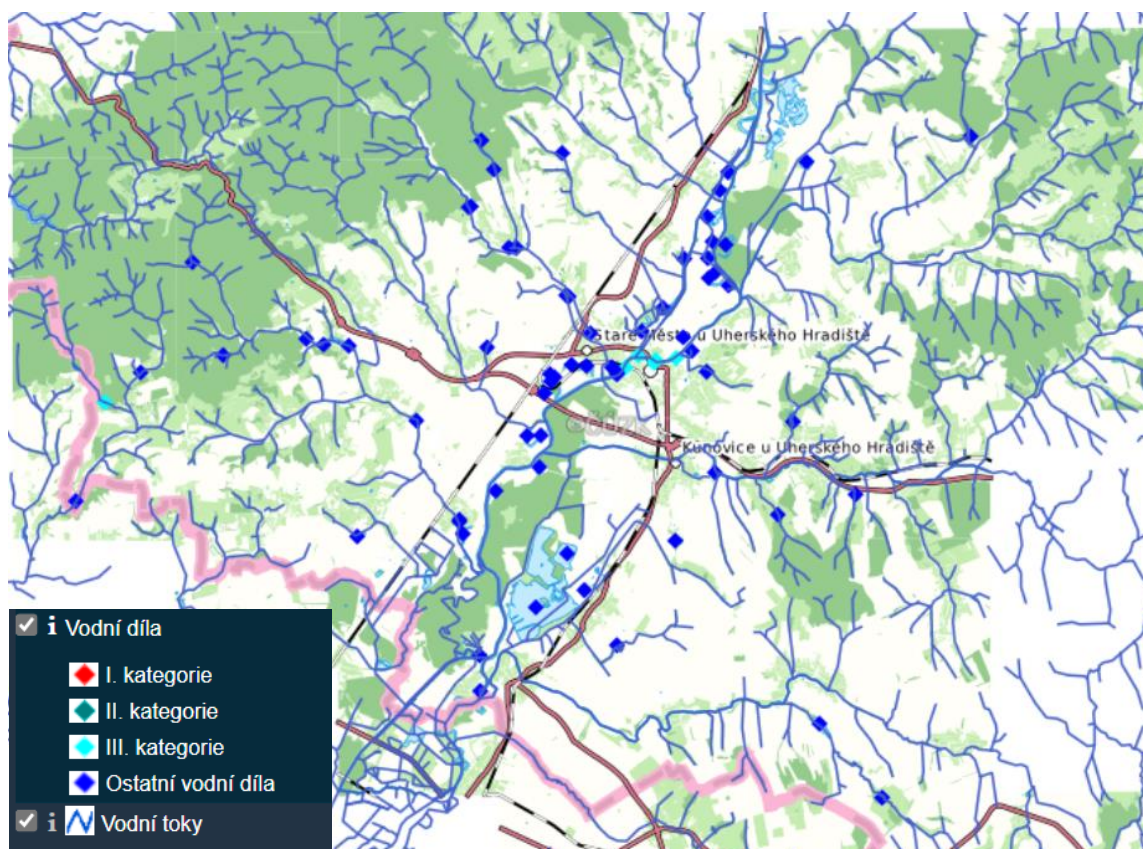 Staré Město u Uherského Hradiště
Kunovice u Uherského Hradiště
i Vodní díla
I. kategorie
II. kategorie
III. kategorie
Ostatní vodní díla
i Vodní toky